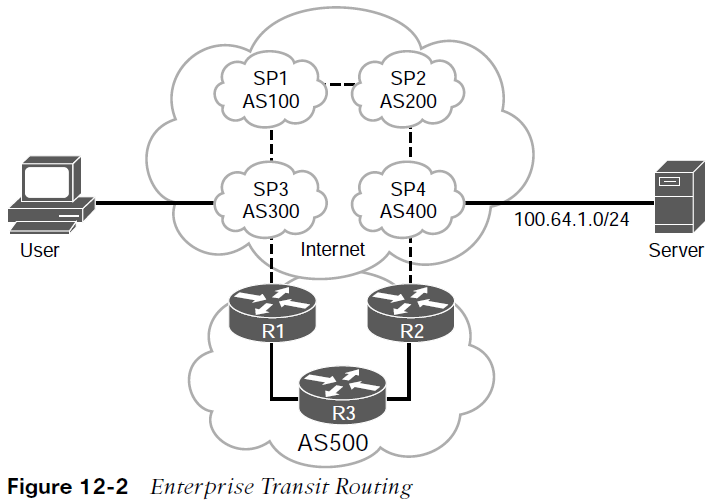 SP1
AS100
SP2
AS200
SP3
AS300
SP4
AS400
100.64.1.0/24
User
Internet
Server
R1
R2
R3
AS500
Figure 12-2 Enterprise Transit Routing